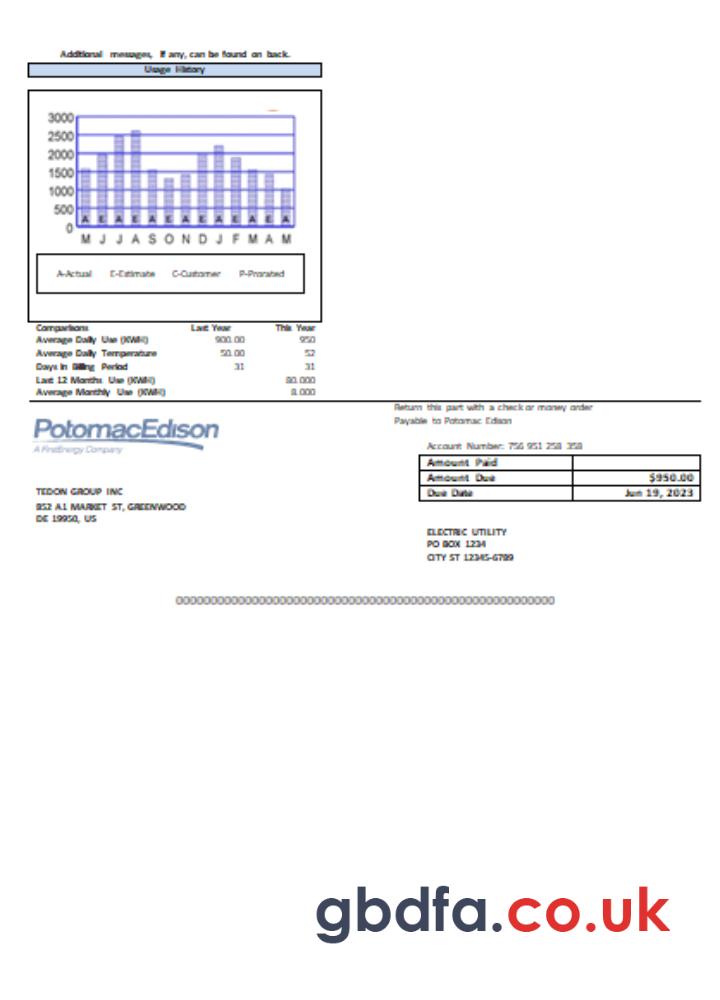 Additional messages, If any, can be found on back.
Usage History
3000
2500
2000
1500
1000
500
0
A E A E A E A E A E A E A
M J J A S O N D J F M A M
A-Actual E-Estimate C-Customer P-Prorated
Comparisons Last Year This Year
Average Daily Use (KWH) 900.00 950
Average Daily Temperature 50.00 52
Days In Billing Period 31 31
Last 12 Months Use (KWH) 80.000
Average Monthly Use (KWH) 8.000
Return this part with a check or money order
Payable to Potomac Edison
PotomacEdison
A FirstEnergy Company
Account Number: 756 951 258 358
Amount Paid
Amount Due $950.00
Due Date Jun 19, 2023
TEDON GROUP INC
852 A1 MARKET ST, GREENWOOD
DE 19950, US
ELECTRIC UTILITY
PO BOX 1234
CITY ST 12345-6789
gbdfa.co.uk